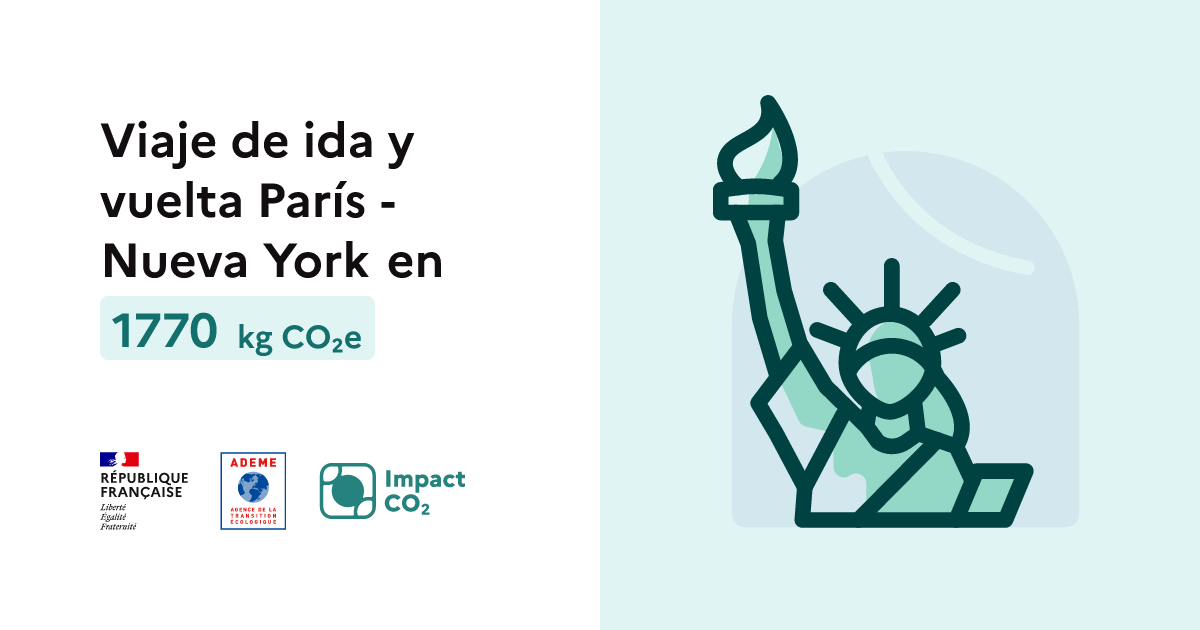 Viaje de ida y
vuelta París -
Nueva York en
1770 kg CO₂e
RÉPUBLIQUE
FRANÇAISE
Liberté
Égalité
Fraternité
ADEME
AGENCE DE LA
TRANSITION
ÉCOLOGIQUE
Impact
CO₂